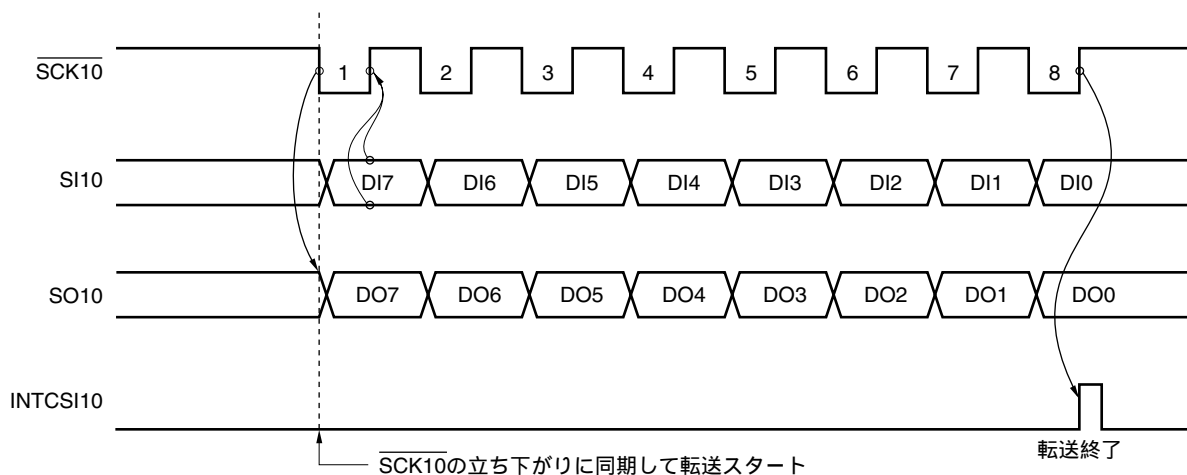 SCK10
1 2 3 4 5 6 7 8
SI10
DI7 DI6 DI5 DI4 DI3 DI2 DI1 DI0
SO10
DO7 DO6 DO5 DO4 DO3 DO2 DO1 DO0
INTCSI10
転送終了
SCK10の立ち下がりに同期して転送スタート